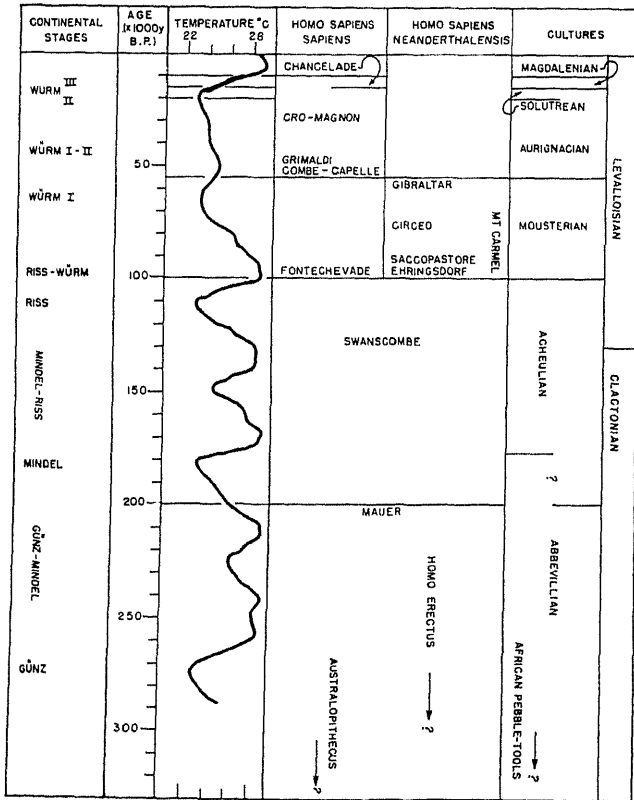 CONTINENTAL STAGES
AGE (x1000y B.P.)
TEMPERATURE °C
22 26 28
HOMO SAPIENS SAPIENS
HOMO SAPIENS NEANDERTHALENSIS
CULTURES
CHANCELADE
MAGDALENIAN
WÜRM III
II
SOLUTREAN
CRO-MAGNON
WÜRM I-II
AURIGNACIAN
50
GRIMALDI
COMBE-CAPELLE
LEVALLOISIAN
WÜRM I
GIBRALTAR
CIRCEO
MT CARMEL
MOUSTERIAN
RISS-WÜRM
100
FONTECHEVADE
SACCOPASTORE
EHRINGSDORF
RISS
SWANSCOMBE
ACHEULIAN
MINDEL-RISS
150
CLACTONIAN
MINDEL
?
200
MAUER
GÜNZ-MINDEL
ABBEVILLIAN
HOMO ERECTUS
?
250
GÜNZ
AUSTRALOPITHECUS
?
AFRICAN PEBBLE-TOOLS
?
300